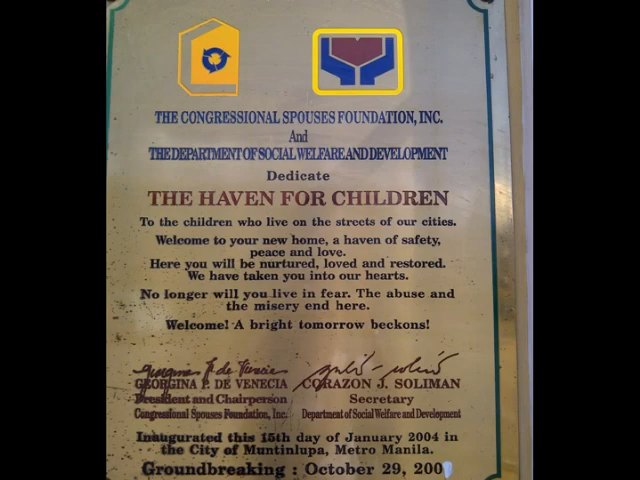 THE CONGRESSIONAL SPOUSES FOUNDATION, INC.
And
THE DEPARTMENT OF SOCIAL WELFARE AND DEVELOPMENT
Dedicate
THE HAVEN FOR CHILDREN
To the children who live on the streets of our cities.
Welcome to your new home, a haven of safety,
peace and love.
Here you will be nurtured, loved and restored.
We have taken you into our hearts.
No longer will you live in fear. The abuse and
the misery end here.
Welcome! A bright tomorrow beckons!
Georgina P. de Venecia
GEORGINA P. DE VENECIA CORAZON J. SOLIMAN
President and Chairperson Secretary
Congressional Spouses Foundation, Inc. Department of Social Welfare and Development
Inaugurated this 15th day of January 2004 in
the City of Muntinlupa, Metro Manila.
Groundbreaking : October 29,